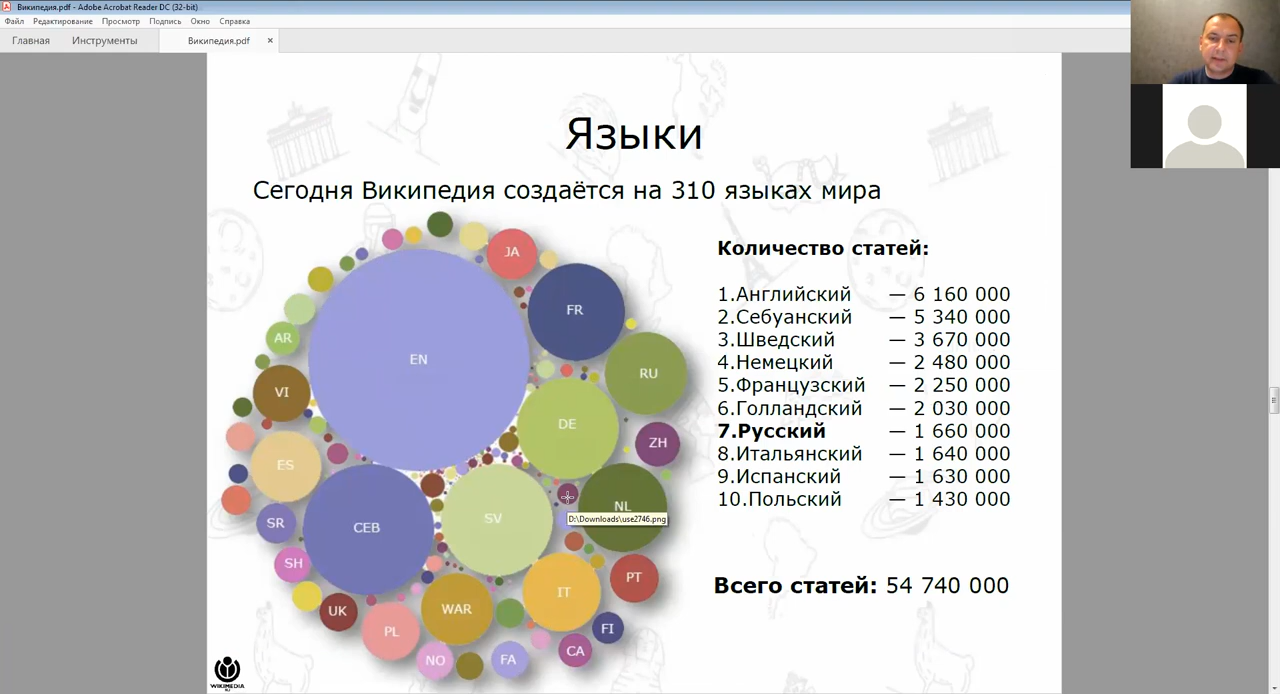 Википедия.pdf - Adobe Acrobat Reader DC (32-bit)
Файл Редактирование Просмотр Подпись Окно Справка
Главная Инструменты Википедия.pdf ×
Языки
Сегодня Википедия создаётся на 310 языках мира
JA
FR
AR
EN
RU
VI
DE
ZH
ES
NL
SR
CEB
SV
D:\Downloads\use2746.png
SH
PT
UK
WAR
IT
PL
FI
NO
FA
CA
Количество статей:
1.Английский — 6 160 000
2.Себуанский — 5 340 000
3.Шведский — 3 670 000
4.Немецкий — 2 480 000
5.Французский — 2 250 000
6.Голландский — 2 030 000
7.Русский — 1 660 000
8.Итальянский — 1 640 000
9.Испанский — 1 630 000
10.Польский — 1 430 000
Всего статей: 54 740 000
WIKIMEDIA
RU